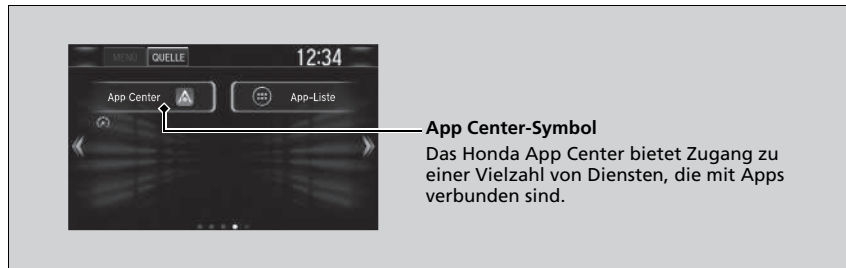 MENÜ QUELLE 12:34
App Center App-Liste
App Center-Symbol
Das Honda App Center bietet Zugang zu
einer Vielzahl von Diensten, die mit Apps
verbunden sind.